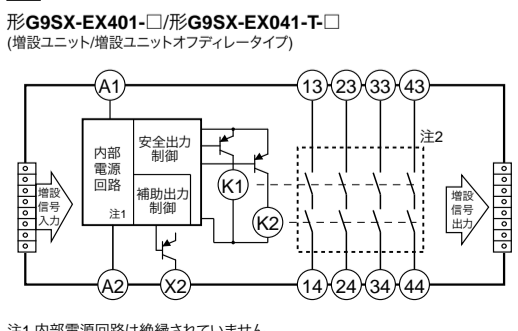 形G9SX-EX401-□/形G9SX-EX041-T-□
(増設ユニット/増設ユニットオフディレータイプ)
A1
13 23 33 43
注2
内部
電源
回路
注1
安全出力
制御
補助出力
制御
K1
K2
増設
信号
入力
増設
信号
出力
A2 X2 14 24 34 44
注1 内部電源回路は絶縁されていません